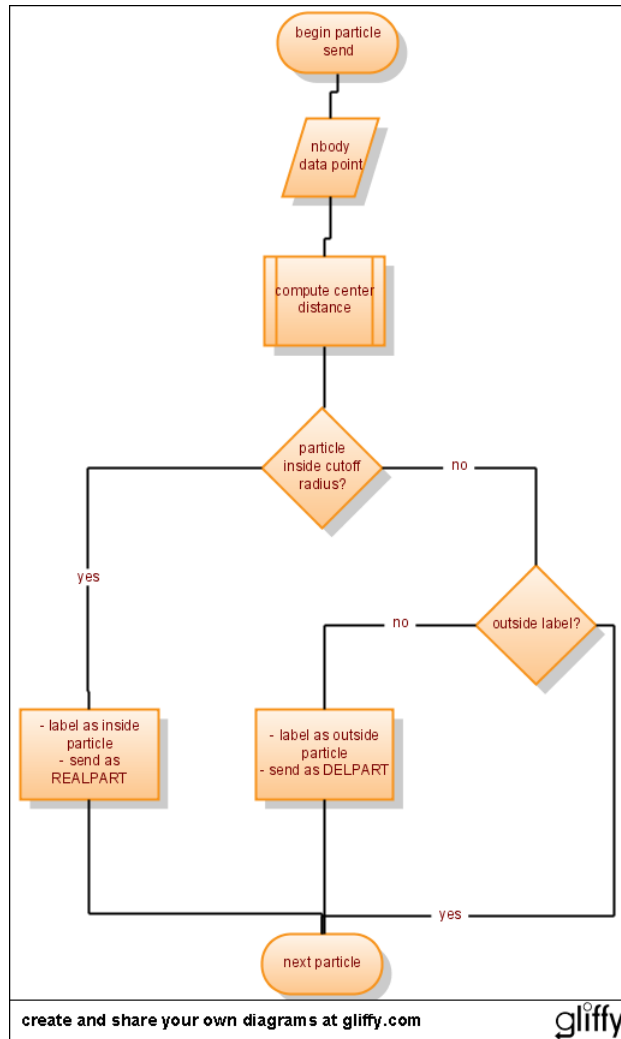 begin particle
send
nbody
data point
compute center
distance
particle
inside cutoff
radius?
no
yes
no
outside label?
- label as inside
particle
- send as
REALPART
- label as outside
particle
- send as DELPART
yes
next particle
create and share your own diagrams at gliffy.com
gliffy